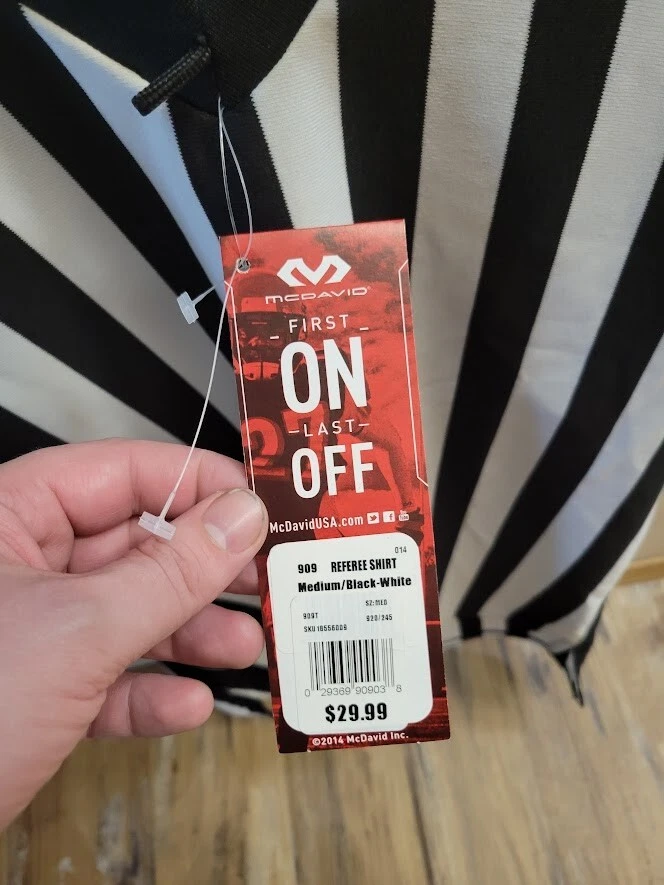 McDAVID
FIRST
ON
LAST
OFF
McDavidUSA.com
014
909 REFEREE SHIRT
Medium/Black-White
SZ: MED
909T
920/245
SKU 18556009
0 29369 90903 8
$29.99
©2014 McDavid Inc.